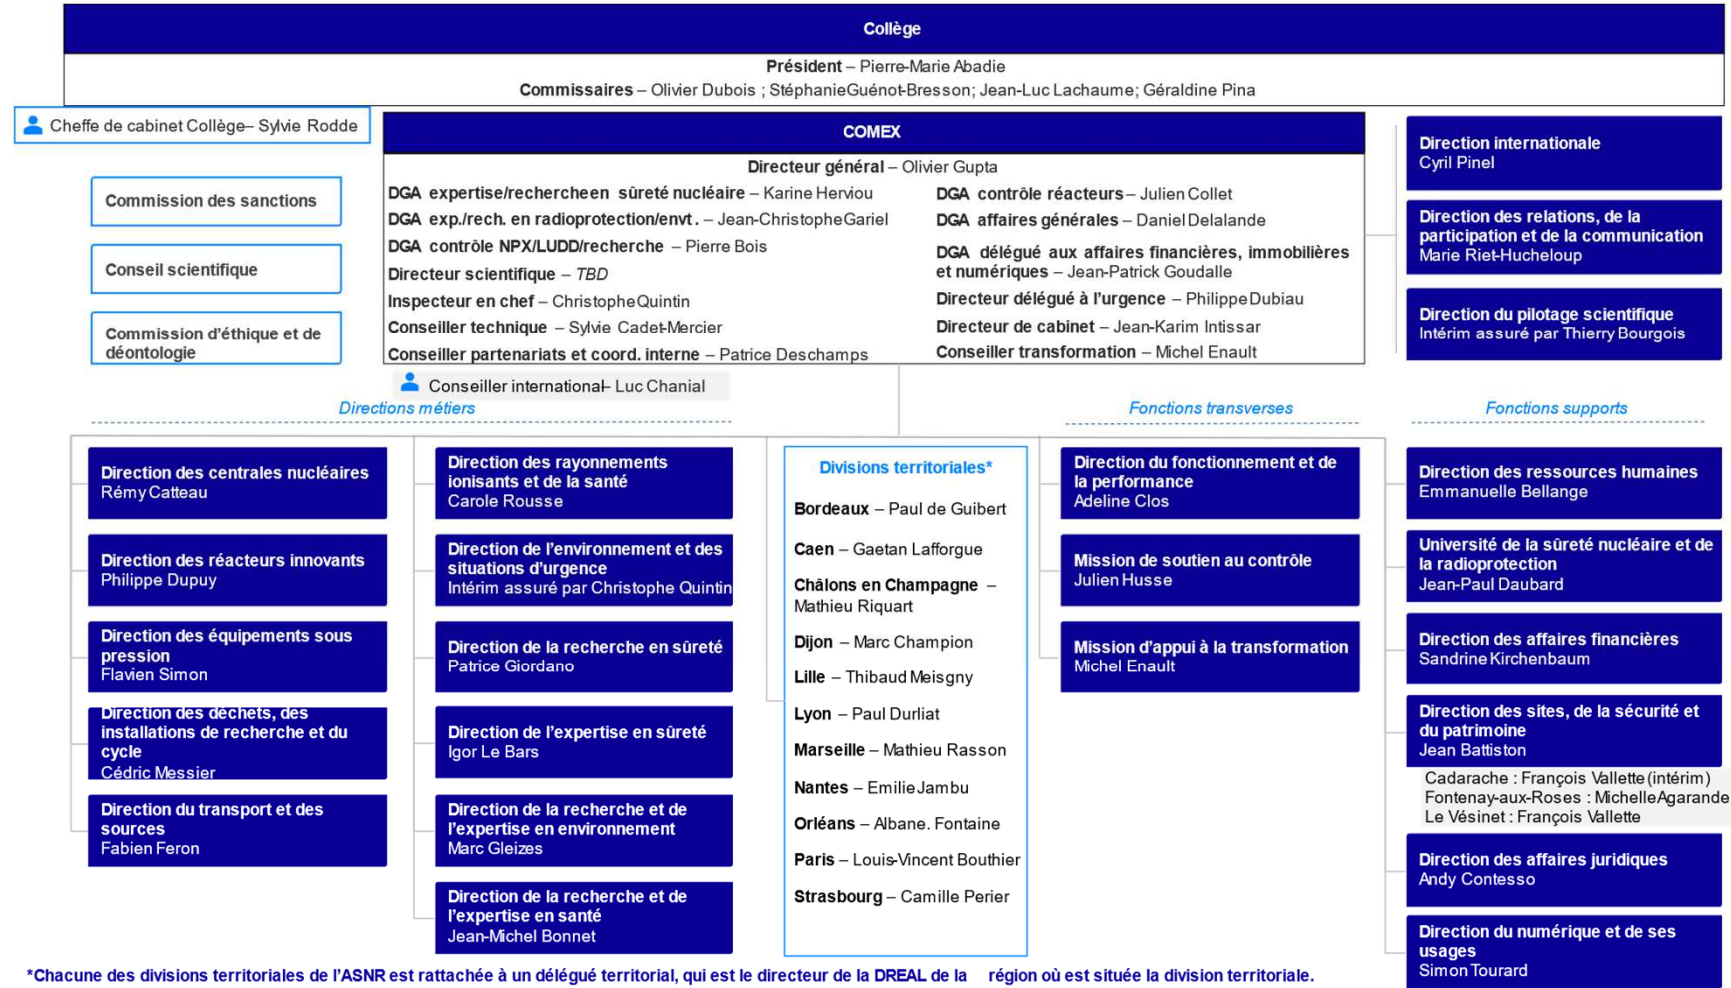 Collège
Président – Pierre-Marie Abadie
Commissaires – Olivier Dubois ; Stéphanie Guénot-Bresson; Jean-Luc Lachaume; Géraldine Pina
Cheffe de cabinet Collège– Sylvie Rodde
Commission des sanctions
Conseil scientifique
Commission d'éthique et de
déontologie
COMEX
Directeur général – Olivier Gupta
DGA expertise/rechercheen sûreté nucléaire – Karine Herviou
DGA exp./rech. en radioprotection/envt. – Jean-Christophe Gariel
DGA contrôle NPX/LUDD/recherche – Pierre Bois
Directeur scientifique – TBD
Inspecteur en chef – Christophe Quintin
Conseiller technique – Sylvie Cadet-Mercier
Conseiller partenariats et coord. interne – Patrice Deschamps
DGA contrôle réacteurs – Julien Collet
DGA affaires générales – Daniel Delalande
DGA délégué aux affaires financières, immobilières
et numériques – Jean-Patrick Goudalle
Directeur délégué à l'urgence – Philippe Dubiau
Directeur de cabinet – Jean-Karim Intissar
Conseiller transformation – Michel Enault
Conseiller international– Luc Chanial
Direction internationale
Cyril Pinel
Direction des relations, de la
participation et de la communication
Marie Riet-Hucheloup
Direction du pilotage scientifique
Intérim assuré par Thierry Bourgois
Directions métiers
Direction des centrales nucléaires
Rémy Catteau
Direction des réacteurs innovants
Philippe Dupuy
Direction des équipements sous
pression
Flavien Simon
Direction des déchets, des
installations de recherche et du
cycle
Cédric Messier
Direction du transport et des
sources
Fabien Feron
Direction des rayonnements
ionisants et de la santé
Carole Rousse
Direction de l'environnement et des
situations d'urgence
Intérim assuré par Christophe Quintin
Direction de la recherche en sûreté
Patrice Giordano
Direction de l'expertise en sûreté
Igor Le Bars
Direction de la recherche et de
l'expertise en environnement
Marc Gleizes
Direction de la recherche et de
l'expertise en santé
Jean-Michel Bonnet
Divisions territoriales*
Bordeaux – Paul de Guibert
Caen – Gaetan Lafforgue
Châlons en Champagne –
Mathieu Riquart
Dijon – Marc Champion
Lille – Thibaud Meisgny
Lyon – Paul Durliat
Marseille – Mathieu Rasson
Nantes – Emilie Jambu
Orléans – Albane. Fontaine
Paris – Louis-Vincent Bouthier
Strasbourg – Camille Perier
Fonctions transverses
Direction du fonctionnement et de
la performance
Adeline Clos
Mission de soutien au contrôle
Julien Husse
Mission d'appui à la transformation
Michel Enault
Fonctions supports
Direction des ressources humaines
Emmanuelle Bellange
Université de la sûreté nucléaire et de
la radioprotection
Jean-Paul Daubard
Direction des affaires financières
Sandrine Kirchenbaum
Direction des sites, de la sécurité et
du patrimoine
Jean Battiston
Cadarache : François Vallette (intérim)
Fontenay-aux-Roses : Michelle Agarande
Le Vésinet : François Vallette
Direction des affaires juridiques
Andy Contesso
Direction du numérique et de ses
usages
Simon Tourard
*Chacune des divisions territoriales de l'ASNR est rattachée à un délégué territorial, qui est le directeur de la DREAL de la région où est située la division territoriale.